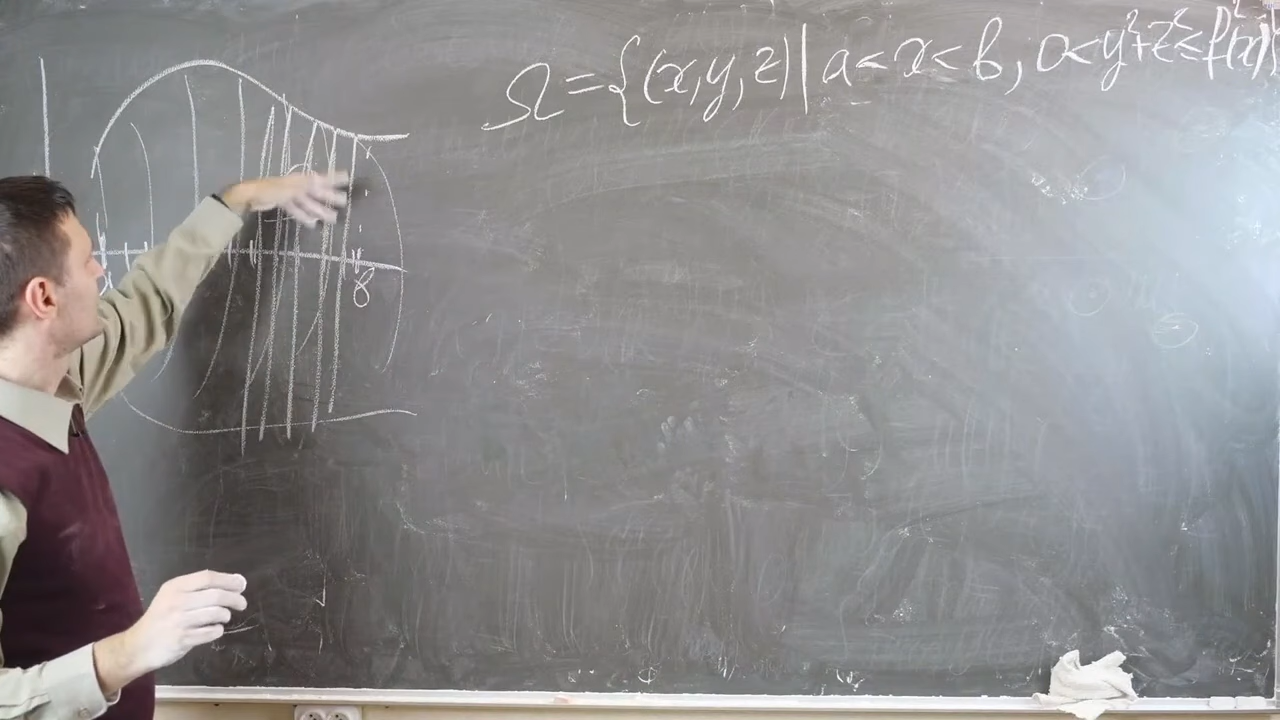 Ω = {(x, y, z) | a < x < b, 0 < y² + z² ≤ f²(x)}
b